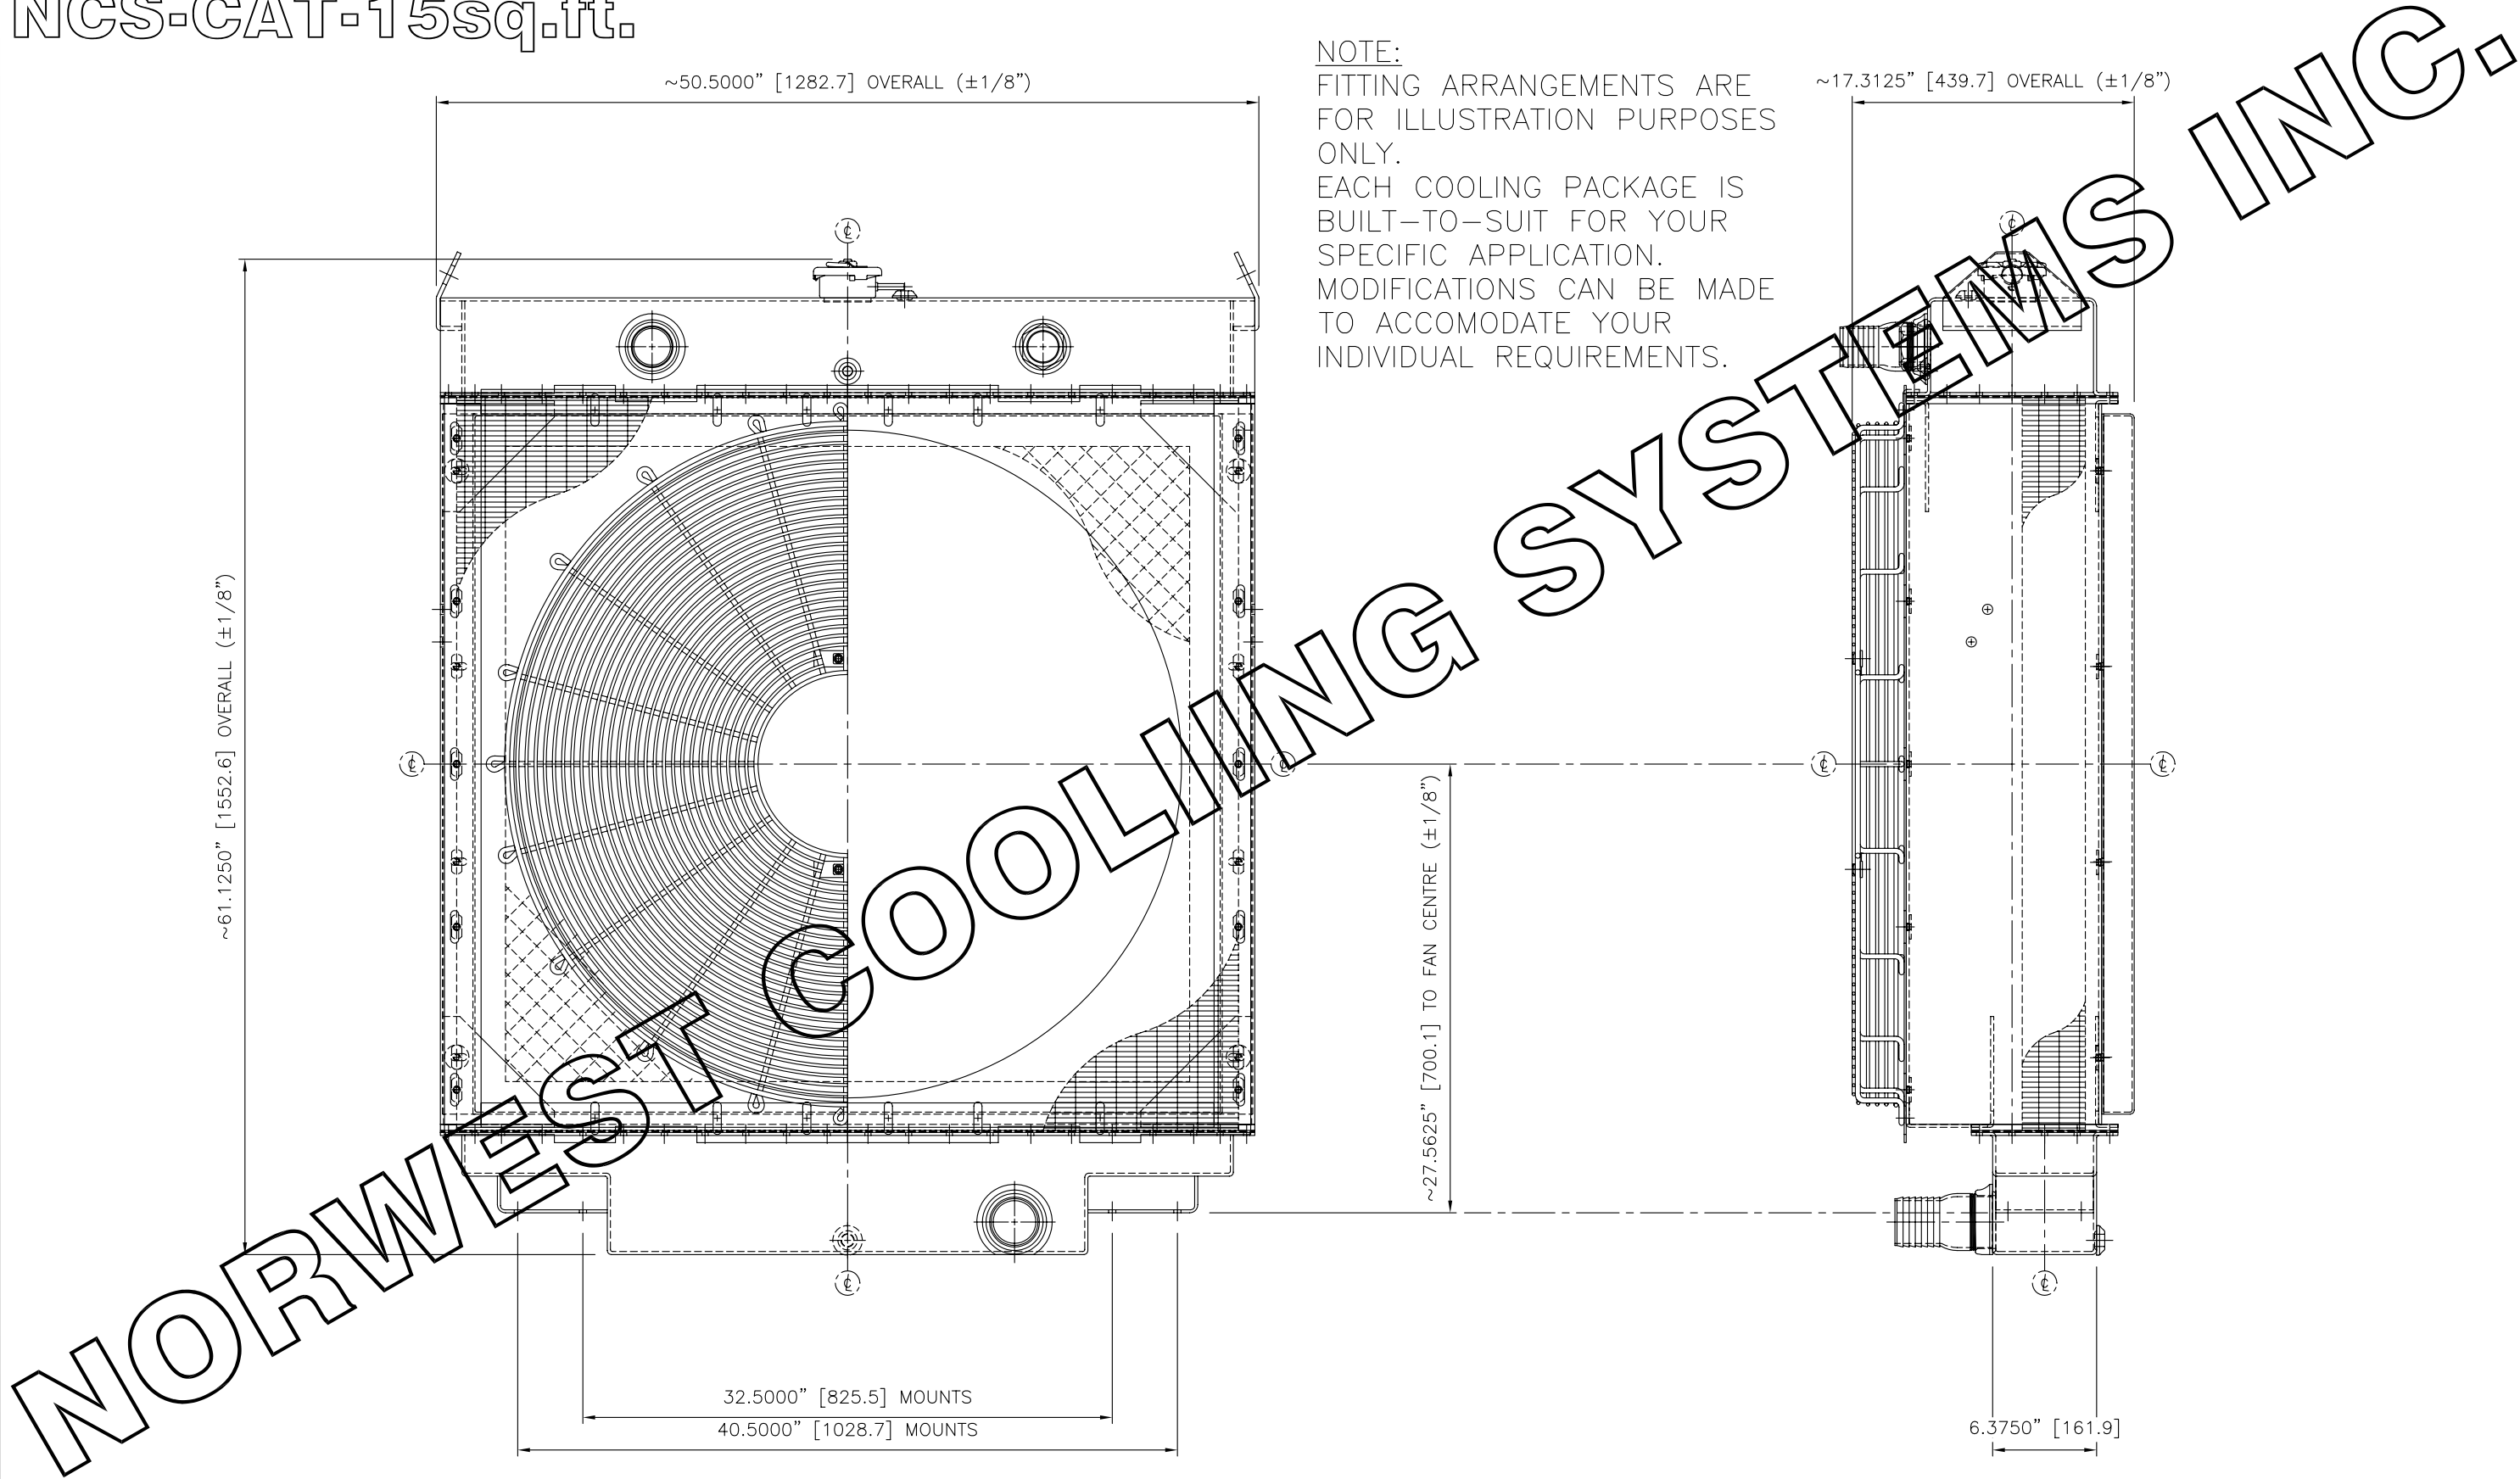 NCS-CAT-15sq.ft.
~50.5000" [1282.7] OVERALL (±1/8")
NOTE:
FITTING ARRANGEMENTS ARE
FOR ILLUSTRATION PURPOSES
ONLY.
EACH COOLING PACKAGE IS
BUILT-TO-SUIT FOR YOUR
SPECIFIC APPLICATION.
MODIFICATIONS CAN BE MADE
TO ACCOMODATE YOUR
INDIVIDUAL REQUIREMENTS.
~17.3125" [439.7] OVERALL (±1/8")
~61.1250" [1552.6] OVERALL (±1/8")
~27.5625" [700.1] TO FAN CENTRE (±1/8")
NORWEST COOLING SYSTEMS INC.
32.5000" [825.5] MOUNTS
40.5000" [1028.7] MOUNTS
6.3750" [161.9]